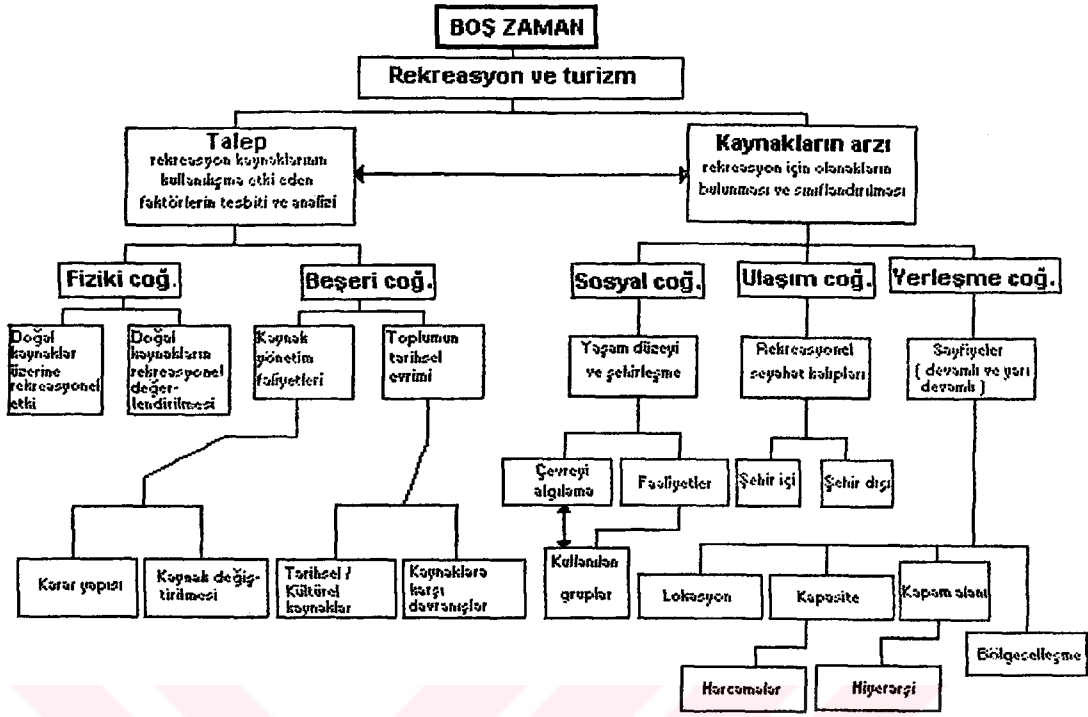 BOŞ ZAMAN
Rekreasyon ve turizm
Talep
rekreasyon kaynaklarının
kullanılışına etki eden
faktörlerin tesbiti ve analizi
Kaynakların arzı
rekreasyon için olanakların
bulunması ve sınıflandırılması
Fiziki coğ.
Beşeri coğ.
Sosyal coğ.
Ulaşım coğ.
Yerleşme coğ.
Doğal
kaynaklar
üzerine
rekreasyonel
etki
Doğal
kaynakların
rekreasyonel
değer-
lendirilmesi
Kaynak
yönetim
faliyetleri
Toplumun
tarihsel
evrimi
Yaşam düzeyi
ve şehirleşme
Rekreasyonel
seyahat kalıpları
Sayfiyeler
( devamlı ve yarı
devamlı )
Çevreyi
algılama
Faaliyetler
Şehir içi
Şehir dışı
Karar yapısı
Kaynak değiş-
tirilmesi
Tarihsel /
Kültürel
kaynaklar
Kaynaklara
karşı
davranışlar
Kullanılan
gruplar
Lokasyon
Kapasite
Kapam alanı
Bölgeselleşme
Harcamalar
Hiyerarşi